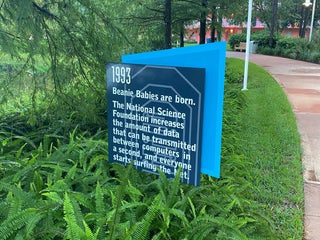 1993
Beanie Babies are born.
The National Science
Foundation increases
the amount of data
that can be transmitted
between computers in
a second, and everyone
starts surfing the Net.